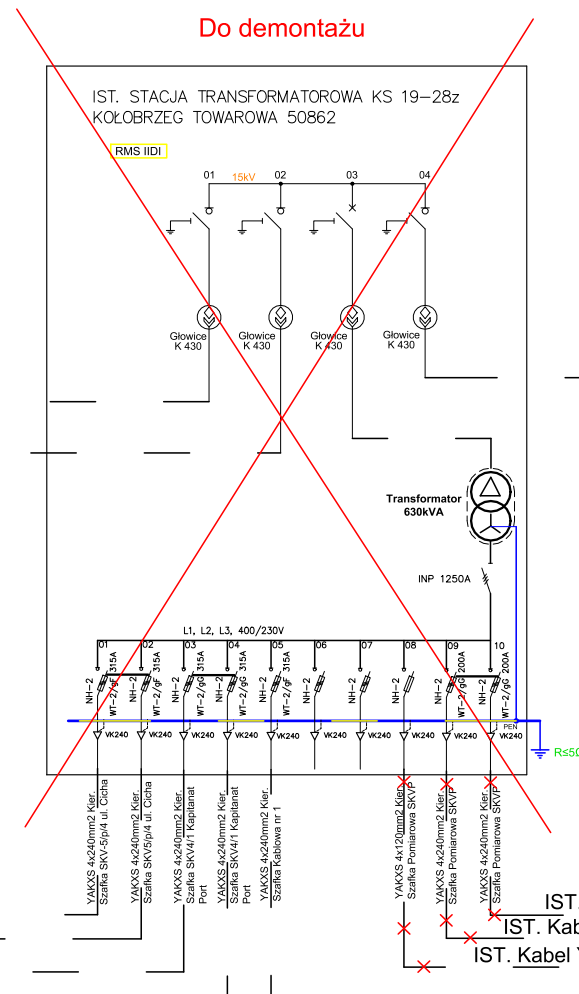 Do demontażu
IST. STACJA TRANSFORMATOROWA KS 19-28z
KOŁOBRZEG TOWAROWA 50862
RMS IIDI
01 15kV 02 03 04
Głowice
K 430
Głowice
K 430
Głowice
K 430
Głowice
K 430
Transformator
630kVA
INP 1250A
L1, L2, L3, 400/230V
01 02 03 04 05 06 07 08 09 10
NH-2
WT-2/gF 315A
NH-2
WT-2/gF 315A
NH-2
WT-2/gG 315A
NH-2
WT-2/gG 315A
NH-2
WT-2/gF 315A
NH-2
NH-2
NH-2
NH-2
WT-2/gG 200A
NH-2
WT-2/gG 200A
PEN
VK240 VK240 VK240 VK240 VK240 VK240 VK240 VK240 VK240 VK240
R≤5Ω
YAKXS 4x240mm2 Kier.
Szafka SKV-5/p/4 ul. Cicha
YAKXS 4x240mm2 Kier.
Szafka SKV5/p/4 ul. Cicha
YAKXS 4x240mm2 Kier.
Szafka SKV4/1 Kapitanat
Port
YAKXS 4x240mm2 Kier.
Szafka SKV4/1 Kapitanat
Port
YAKXS 4x240mm2 Kier.
Szafka Kablowa nr 1
YAKXS 4x120mm2 Kier.
Szafka Pomiarowa SKVP
YAKXS 4x240mm2 Kier.
Szafka Pomiarowa SKVP
YAKXS 4x240mm2 Kier.
Szafka Pomiarowa SKVP
IST.
IST. Kab
IST. Kabel Y